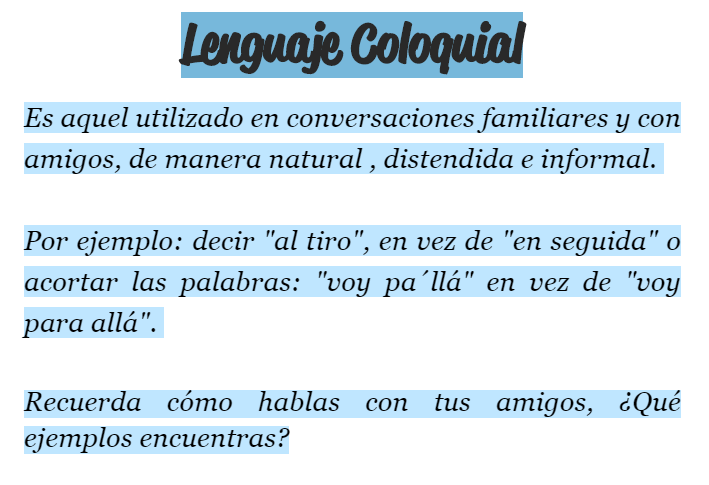 Lenguaje Coloquial
Es aquel utilizado en conversaciones familiares y con
amigos, de manera natural , distendida e informal.
Por ejemplo: decir "al tiro", en vez de "en seguida" o
acortar las palabras: "voy pa´llá" en vez de "voy
para allá".
Recuerda cómo hablas con tus amigos, ¿Qué
ejemplos encuentras?